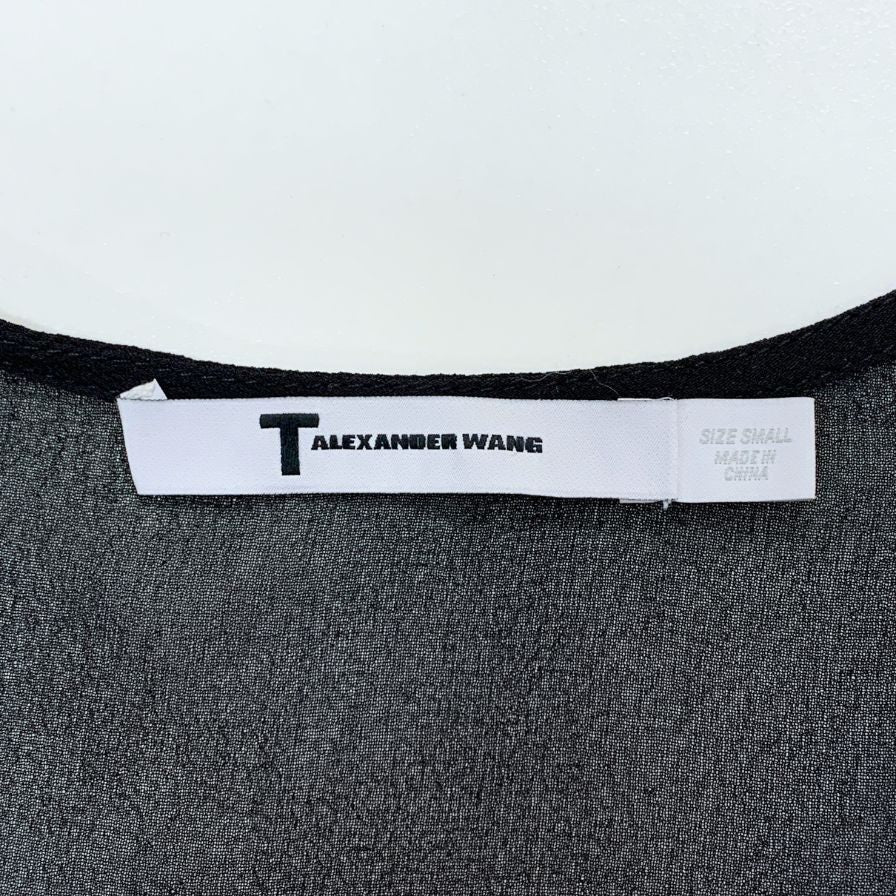 T ALEXANDER WANG
SIZE SMALL
MADE IN
CHINA